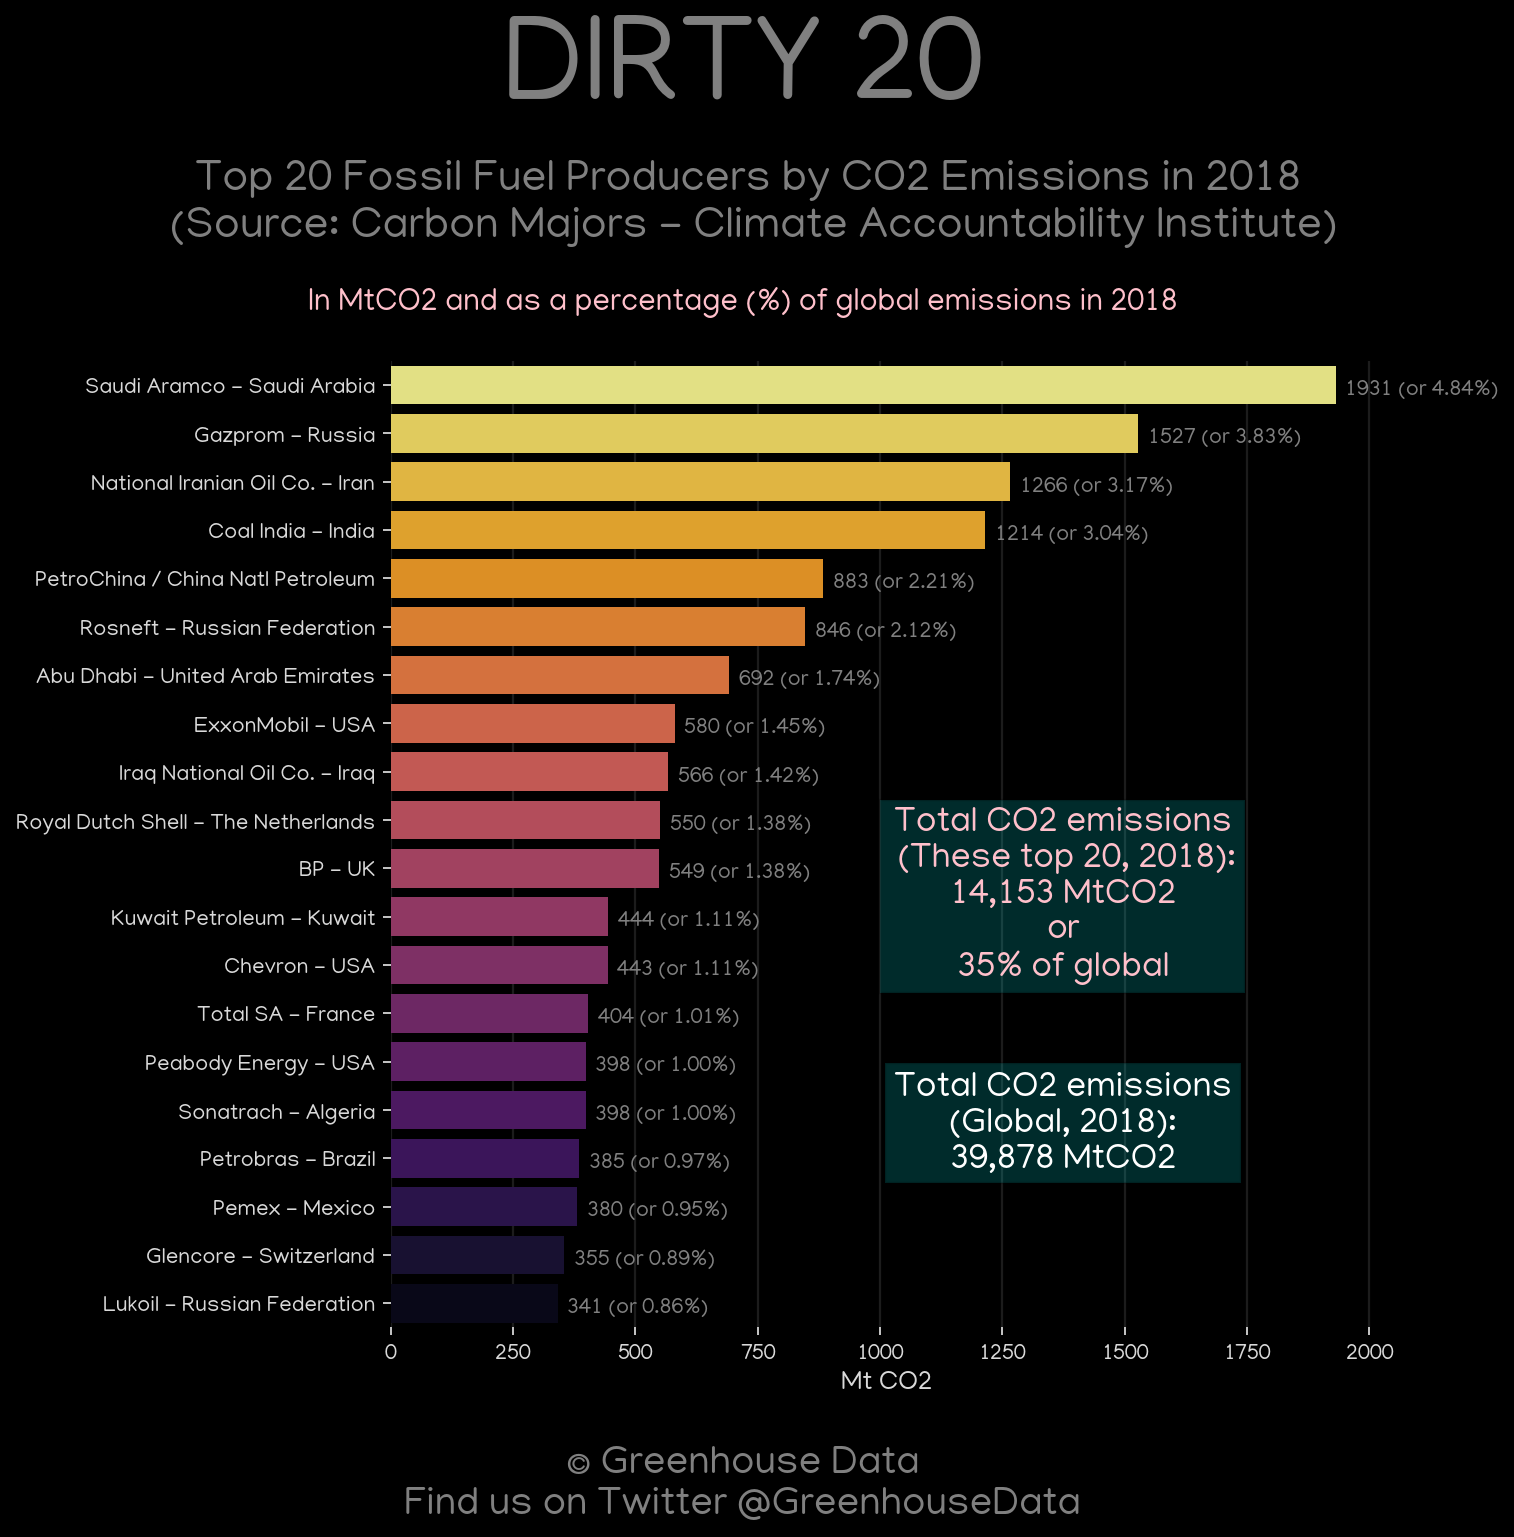 DIRTY 20
Top 20 Fossil Fuel Producers by CO2 Emissions in 2018
(Source: Carbon Majors - Climate Accountability Institute)
In MtCO2 and as a percentage (%) of global emissions in 2018
Saudi Aramco - Saudi Arabia 1931 (or 4.84%)
Gazprom - Russia 1527 (or 3.83%)
National Iranian Oil Co. - Iran 1266 (or 3.17%)
Coal India - India 1214 (or 3.04%)
PetroChina / China Natl Petroleum 883 (or 2.21%)
Rosneft - Russian Federation 846 (or 2.12%)
Abu Dhabi - United Arab Emirates 692 (or 1.74%)
ExxonMobil - USA 580 (or 1.45%)
Iraq National Oil Co. - Iraq 566 (or 1.42%)
Royal Dutch Shell - The Netherlands 550 (or 1.38%)
BP - UK 549 (or 1.38%)
Kuwait Petroleum - Kuwait 444 (or 1.11%)
Chevron - USA 443 (or 1.11%)
Total SA - France 404 (or 1.01%)
Peabody Energy - USA 398 (or 1.00%)
Sonatrach - Algeria 398 (or 1.00%)
Petrobras - Brazil 385 (or 0.97%)
Pemex - Mexico 380 (or 0.95%)
Glencore - Switzerland 355 (or 0.89%)
Lukoil - Russian Federation 341 (or 0.86%)
Total CO2 emissions
(These top 20, 2018):
14,153 MtCO2
or
35% of global
Total CO2 emissions
(Global, 2018):
39,878 MtCO2
0 250 500 750 1000 1250 1500 1750 2000
Mt CO2
© Greenhouse Data
Find us on Twitter @GreenhouseData